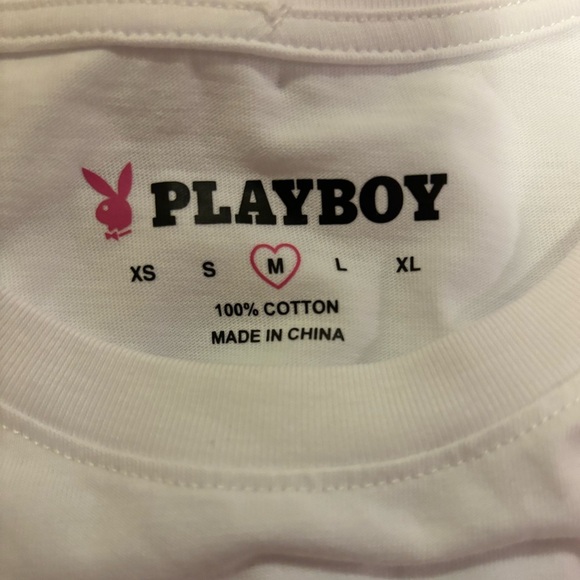 PLAYBOY
XS S M L XL
100% COTTON
MADE IN CHINA